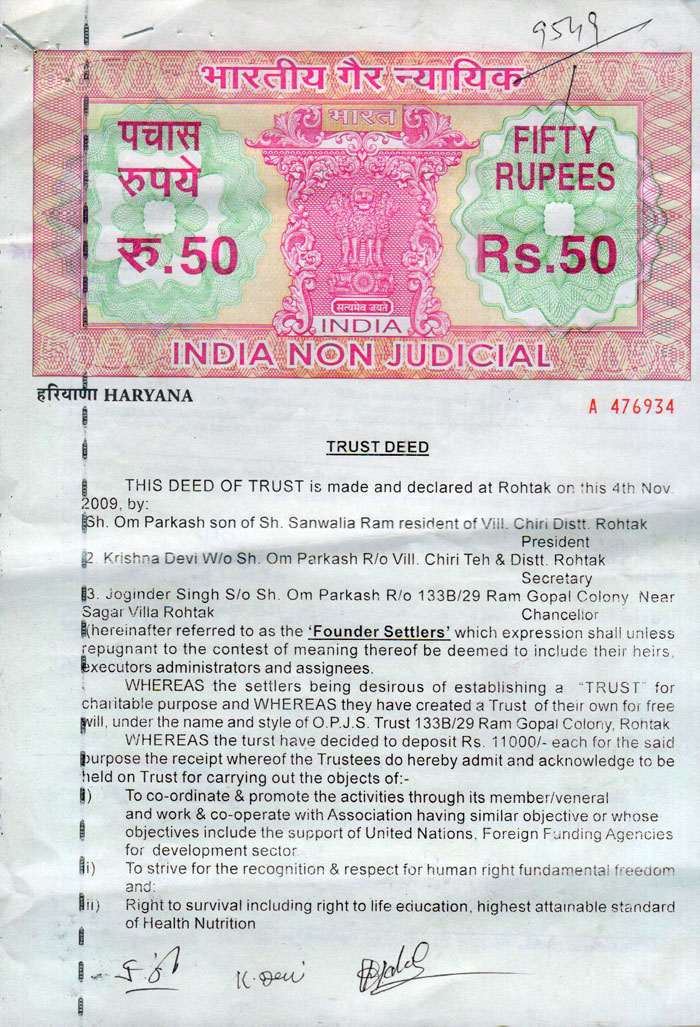 9549
भारतीय गैर न्यायिक
भारत
पचास
रुपये
रु.50
FIFTY
RUPEES
Rs.50
सत्यमेव जयते
INDIA
INDIA NON JUDICIAL
हरियाणा HARYANA
A 476934
TRUST DEED
THIS DEED OF TRUST is made and declared at Rohtak on this 4th Nov.
2009, by:
Sh. Om Parkash son of Sh. Sanwalia Ram resident of Vill. Chiri Distt. Rohtak
President
2. Krishna Devi W/o Sh. Om Parkash R/o Vill. Chiri Teh & Distt. Rohtak
Secretary
3. Joginder Singh S/o Sh. Om Parkash R/o 133B/29 Ram Gopal Colony Near
Sagar Villa Rohtak Chancellor
(hereinafter referred to as the 'Founder Settlers' which expression shall unless
repugnant to the contest of meaning thereof be deemed to include their heirs,
executors administrators and assignees.
WHEREAS the settlers being desirous of establishing a "TRUST" for
charitable purpose and WHEREAS they have created a Trust of their own for free
will, under the name and style of O.P.J.S. Trust 133B/29 Ram Gopal Colony, Rohtak
WHEREAS the turst have decided to deposit Rs. 11000/- each for the said
purpose the receipt whereof the Trustees do hereby admit and acknowledge to be
held on Trust for carrying out the objects of:-
i) To co-ordinate & promote the activities through its member/veneral
and work & co-operate with Association having similar objective or whose
objectives include the support of United Nations, Foreign Funding Agencies
for development sector
ii) To strive for the recognition & respect for human right fundamental freedom
and:
iii) Right to survival including right to life education, highest attainable standard
of Health Nutrition
K. Devi